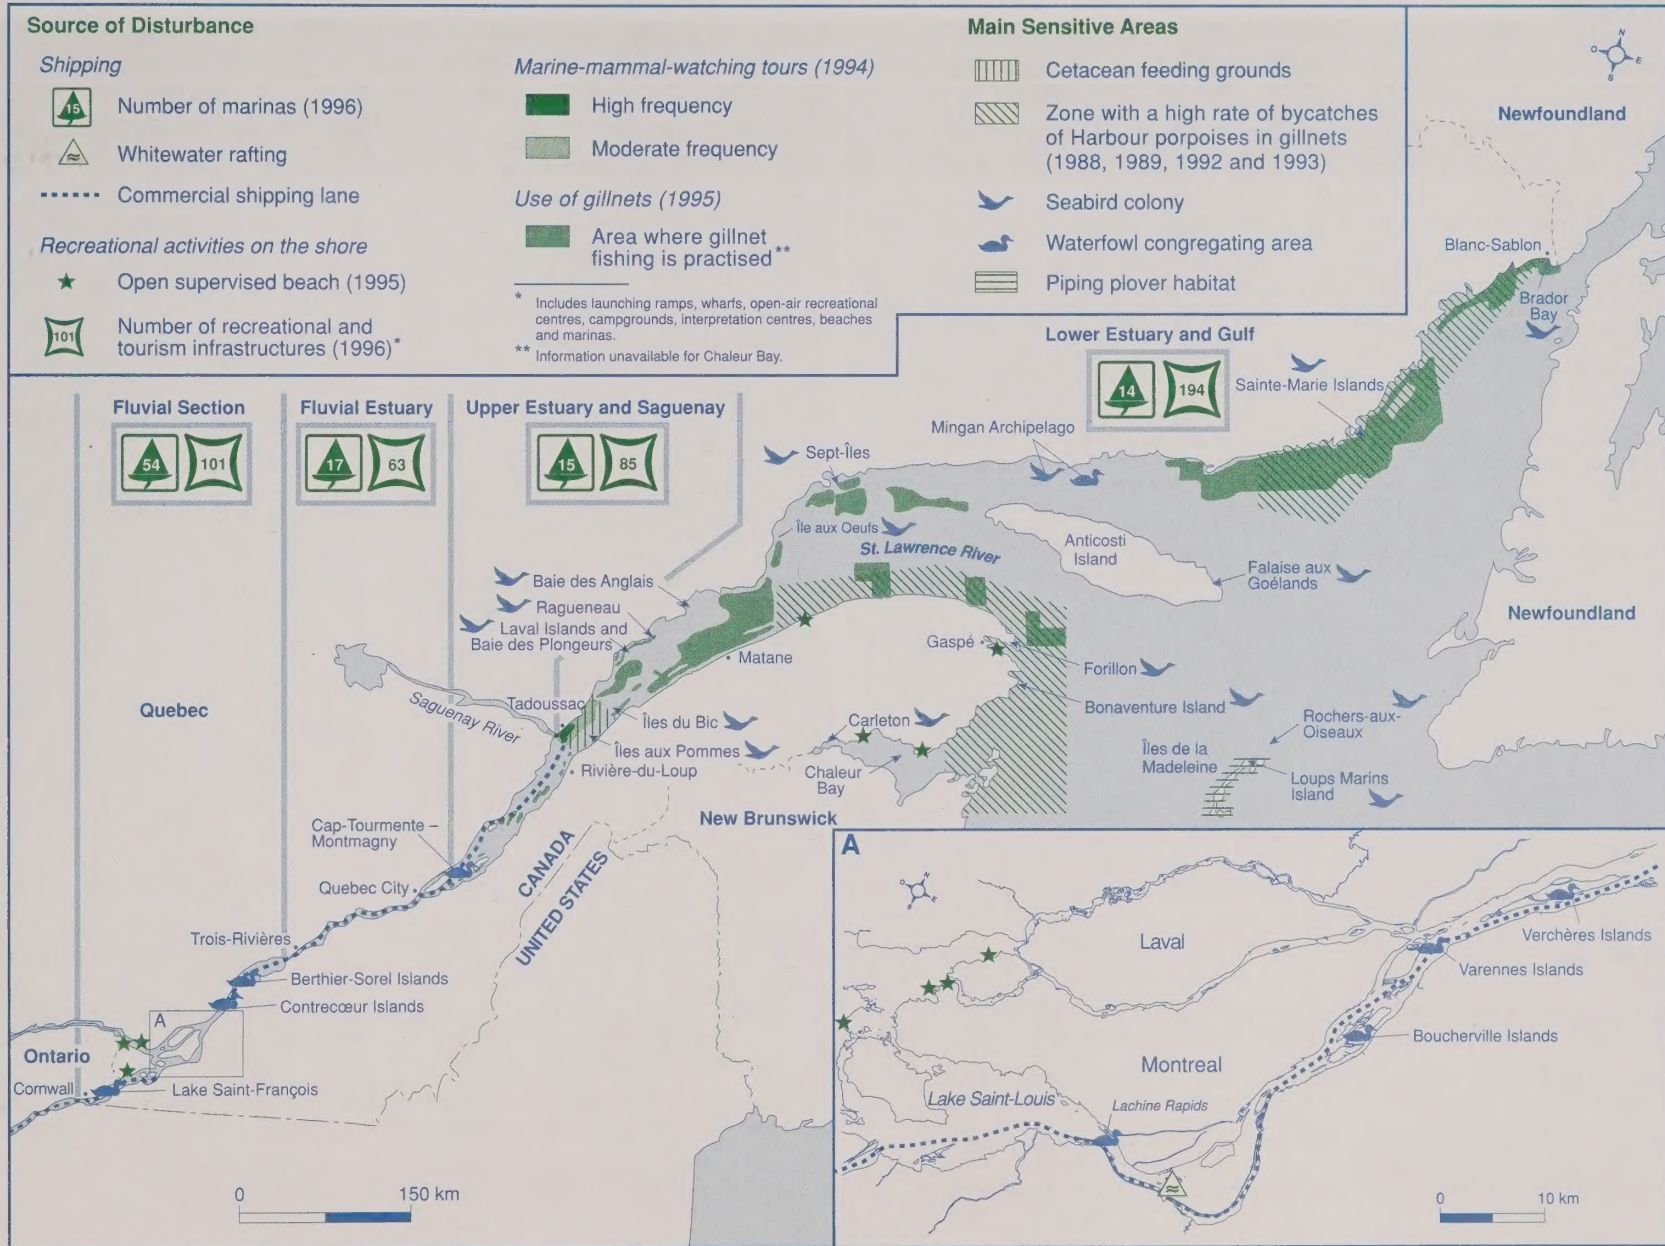 Source of Disturbance
Shipping
15
Number of marinas (1996)
Whitewater rafting
Commercial shipping lane
Recreational activities on the shore
Open supervised beach (1995)
101
Number of recreational and
tourism infrastructures (1996)*
Marine-mammal-watching tours (1994)
High frequency
Moderate frequency
Use of gillnets (1995)
Area where gillnet
fishing is practised**
* Includes launching ramps, wharfs, open-air recreational
centres, campgrounds, interpretation centres, beaches
and marinas.
** Information unavailable for Chaleur Bay.
Main Sensitive Areas
Cetacean feeding grounds
Zone with a high rate of bycatches
of Harbour porpoises in gillnets
(1988, 1989, 1992 and 1993)
Seabird colony
Waterfowl congregating area
Piping plover habitat
N
O
E
S
Newfoundland
Blanc-Sablon
Brador
Bay
Lower Estuary and Gulf
14
194
Sainte-Marie Islands
Mingan Archipelago
Fluvial Section
54
101
Fluvial Estuary
17
63
Upper Estuary and Saguenay
15
85
Sept-Îles
Île aux Oeufs
St. Lawrence River
Anticosti
Island
Falaise aux
Goélands
Newfoundland
Baie des Anglais
Ragueneau
Laval Islands and
Baie des Plongeurs
Matane
Gaspé
Forillon
Bonaventure Island
Rochers-aux-
Oiseaux
Îles de la
Madeleine
Loups Marins
Island
Quebec
Saguenay River
Tadoussac
Îles du Bic
Îles aux Pommes
Rivière-du-Loup
Carleton
Chaleur
Bay
New Brunswick
Cap-Tourmente –
Montmagny
Quebec City
CANADA
UNITED STATES
Trois-Rivières
Berthier-Sorel Islands
Contrecœur Islands
A
Ontario
Cornwall
Lake Saint-François
0
150 km
A
N
O
E
S
Laval
Verchères Islands
Varennes Islands
Boucherville Islands
Montreal
Lake Saint-Louis
Lachine Rapids
0
10 km